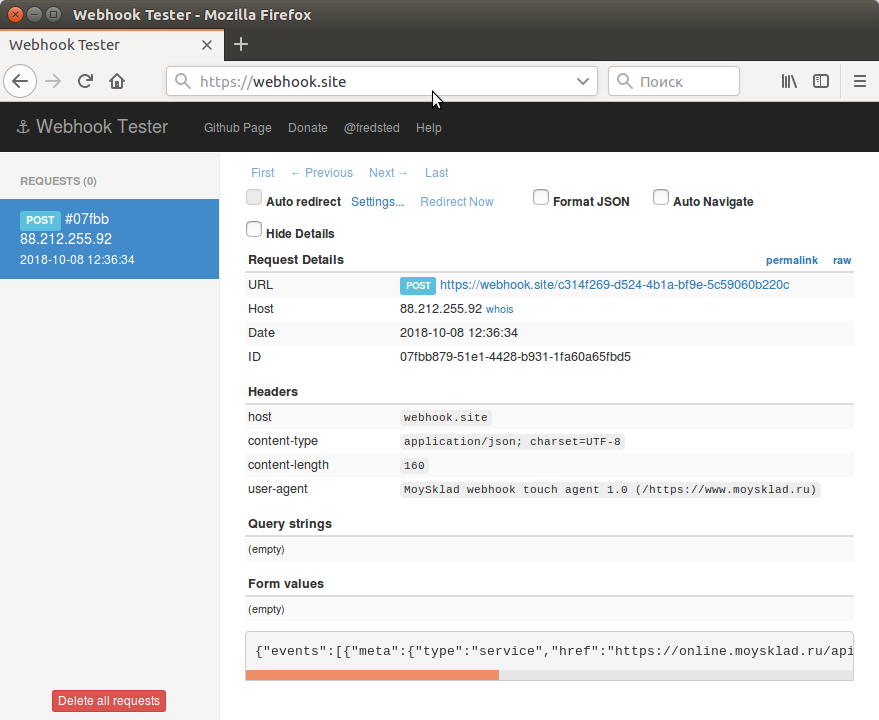 Webhook Tester - Mozilla Firefox
Webhook Tester
https://webhook.site
Поиск
Webhook Tester Github Page Donate @fredsted Help
REQUESTS (0)
POST #07fbb
88.212.255.92
2018-10-08 12:36:34
Delete all requests
First ← Previous Next → Last
Auto redirect Settings... Redirect Now Format JSON Auto Navigate
Hide Details
Request Details permalink raw
URL POST https://webhook.site/c314f269-d524-4b1a-bf9e-5c59060b220c
Host 88.212.255.92 whois
Date 2018-10-08 12:36:34
ID 07fbb879-51e1-4428-b931-1fa60a65fbd5
Headers
host webhook.site
content-type application/json; charset=UTF-8
content-length 160
user-agent MoySklad webhook touch agent 1.0 (/https://www.moysklad.ru)
Query strings
(empty)
Form values
(empty)
{"events":[{"meta":{"type":"service","href":"https://online.moysklad.ru/api